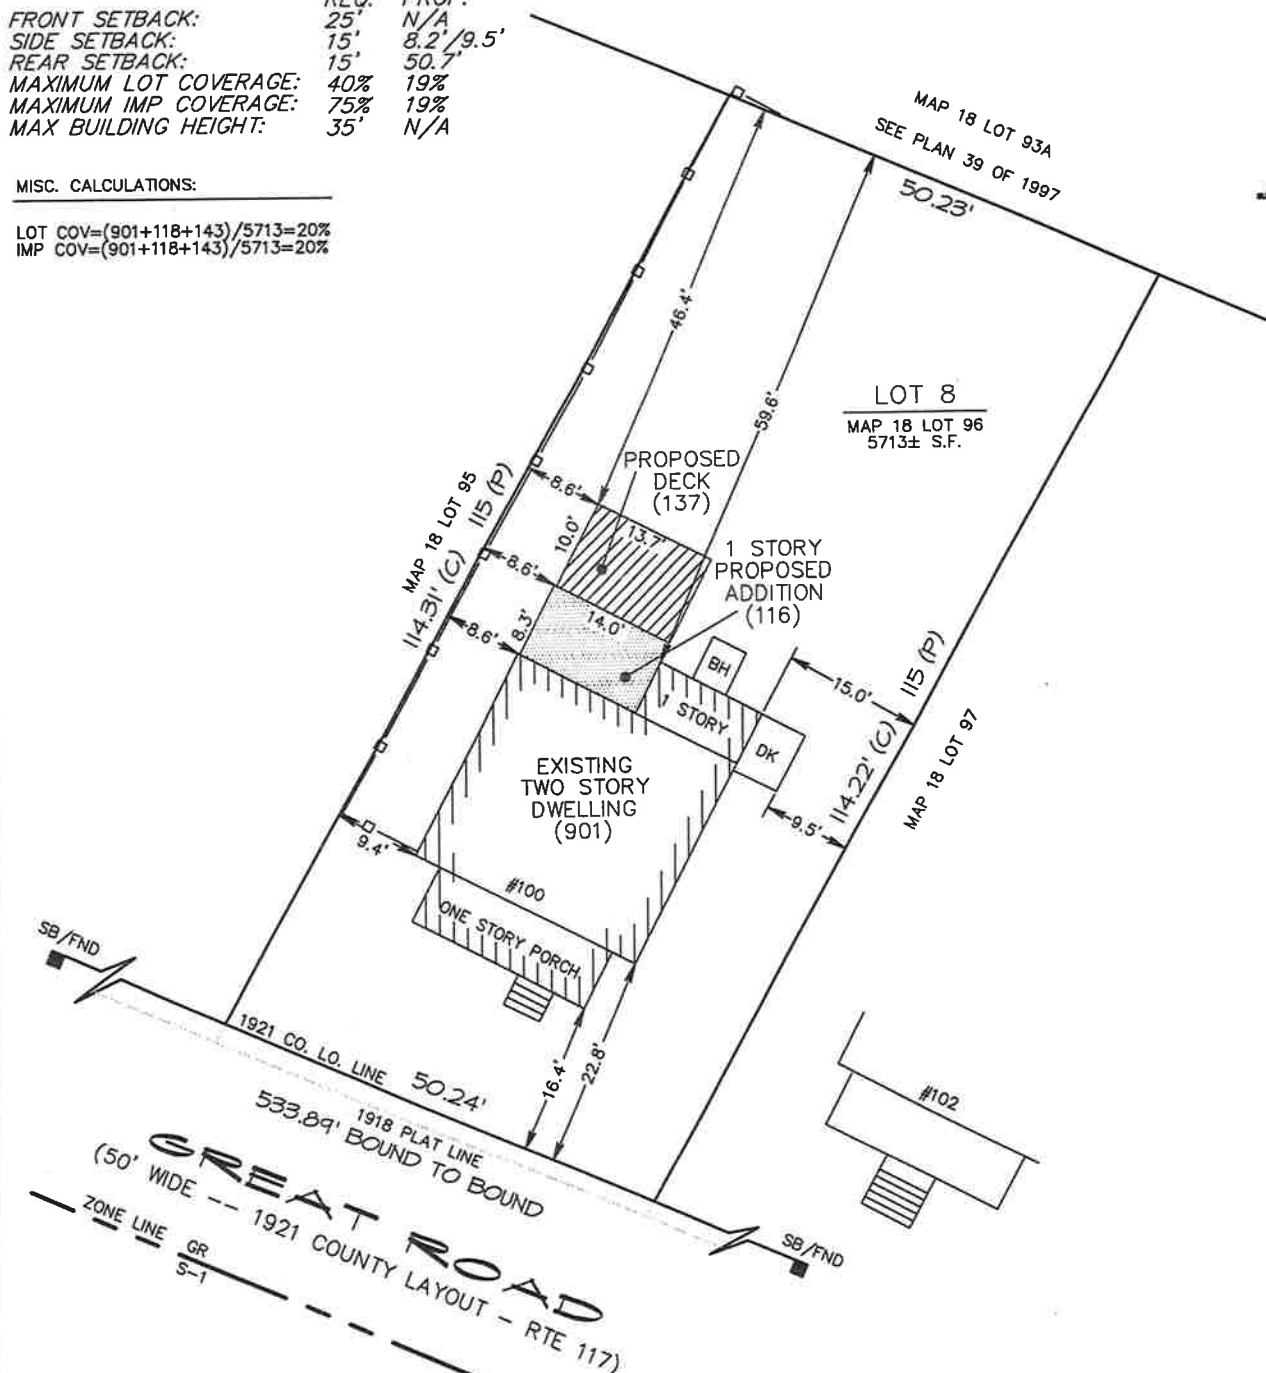 REQ. PROP.
FRONT SETBACK: 25' N/A
SIDE SETBACK: 15' 8.2'/9.5'
REAR SETBACK: 15' 50.7'
MAXIMUM LOT COVERAGE: 40% 19%
MAXIMUM IMP COVERAGE: 75% 19%
MAX BUILDING HEIGHT: 35' N/A
MISC. CALCULATIONS:
LOT COV=(901+118+143)/5713=20%
IMP COV=(901+118+143)/5713=20%
MAP 18 LOT 93A
SEE PLAN 39 OF 1997
50.23'
46.4'
59.6'
LOT 8
MAP 18 LOT 96
5713± S.F.
PROPOSED
DECK
(137)
MAP 18 LOT 95
114.31' (C) 115 (P)
8.6'
10.0'
13.7'
1 STORY
PROPOSED
ADDITION
(116)
8.6'
8.3'
14.0'
8.6'
BH
1 STORY
DK
15.0'
9.5'
114.22' (C) 115 (P)
MAP 18 LOT 97
EXISTING
TWO STORY
DWELLING
(901)
9.4'
#100
ONE STORY PORCH
16.4'
22.8'
#102
SB/FND
1921 CO. LO. LINE 50.24'
1918 PLAT LINE
533.89' BOUND TO BOUND
SB/FND
GREAT ROAD
(50' WIDE -- 1921 COUNTY LAYOUT - RTE 117)
ZONE LINE GR
S-1